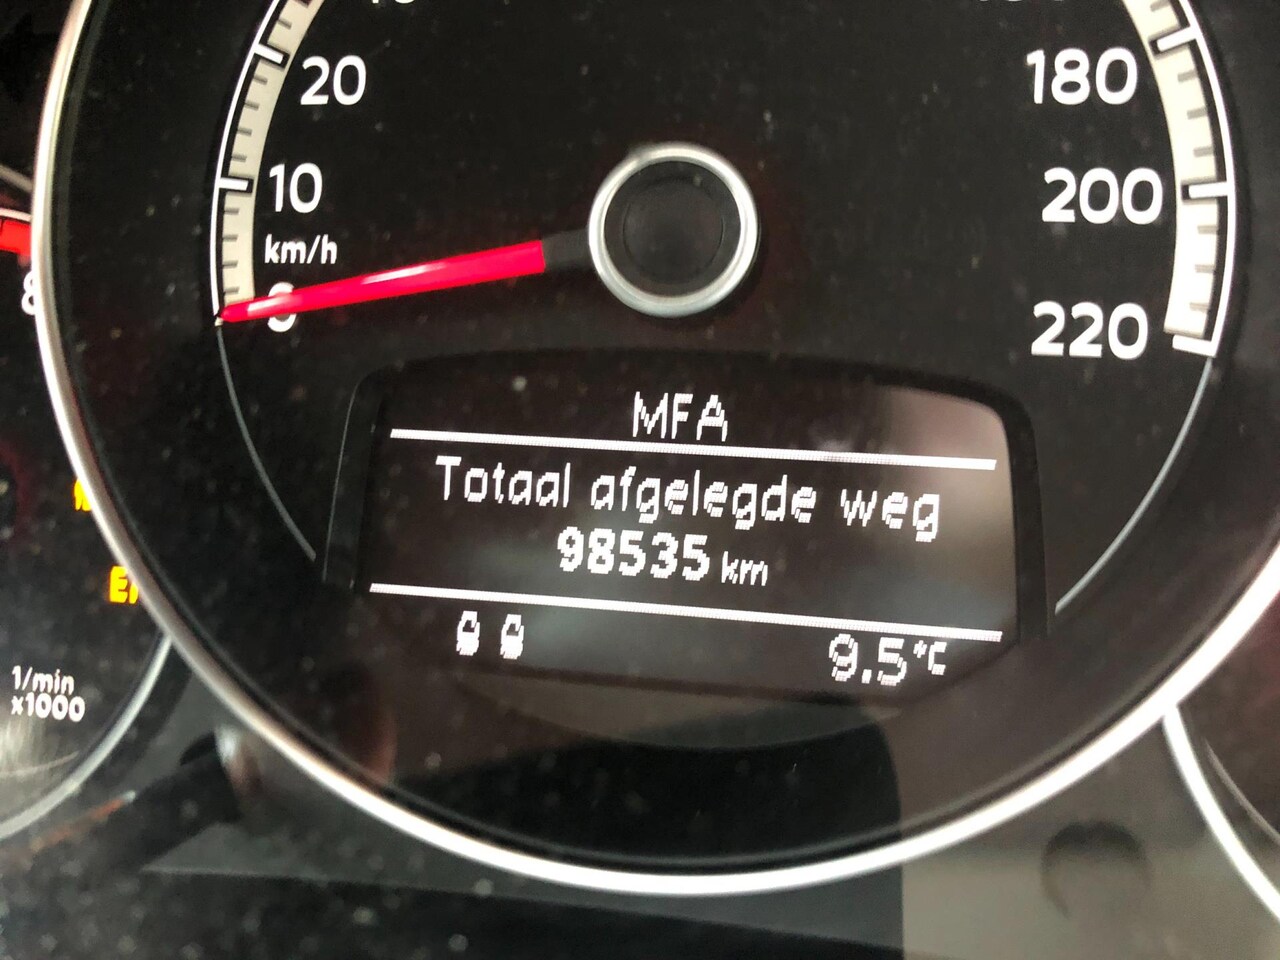 20
10
km/h
180
200
220
MFA
Totaal afgelegde weg
98535 km
9.5°C
1/min
x1000